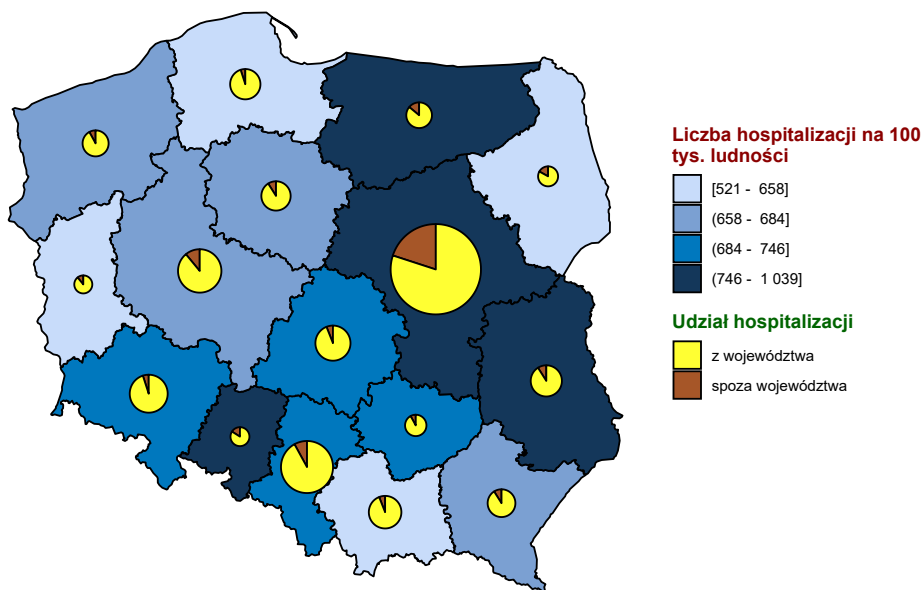 Liczba hospitalizacji na 100
tys. ludności
[521 - 658]
(658 - 684]
(684 - 746]
(746 - 1 039]
Udział hospitalizacji
z województwa
spoza województwa